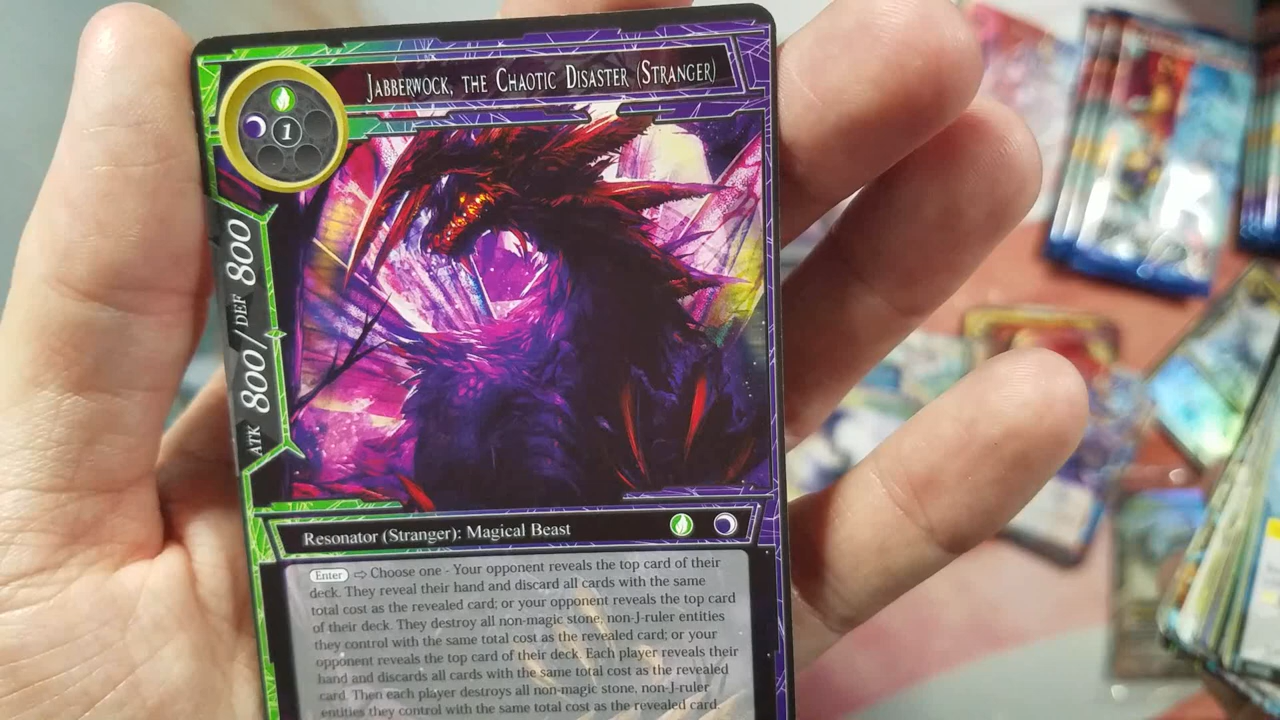 JABBERWOCK, THE CHAOTIC DISASTER (STRANGER)
1
ATK 800/DEF 800
Resonator (Stranger): Magical Beast
Enter ⇨ Choose one - Your opponent reveals the top card of their
deck. They reveal their hand and discard all cards with the same
total cost as the revealed card; or your opponent reveals the top card
of their deck. They destroy all non-magic stone, non-J-ruler entities
they control with the same total cost as the revealed card; or your
opponent reveals the top card of their deck. Each player reveals their
hand and discards all cards with the same total cost as the revealed
card. Then each player destroys all non-magic stone, non-J-ruler
entities they control with the same total cost as the revealed card.